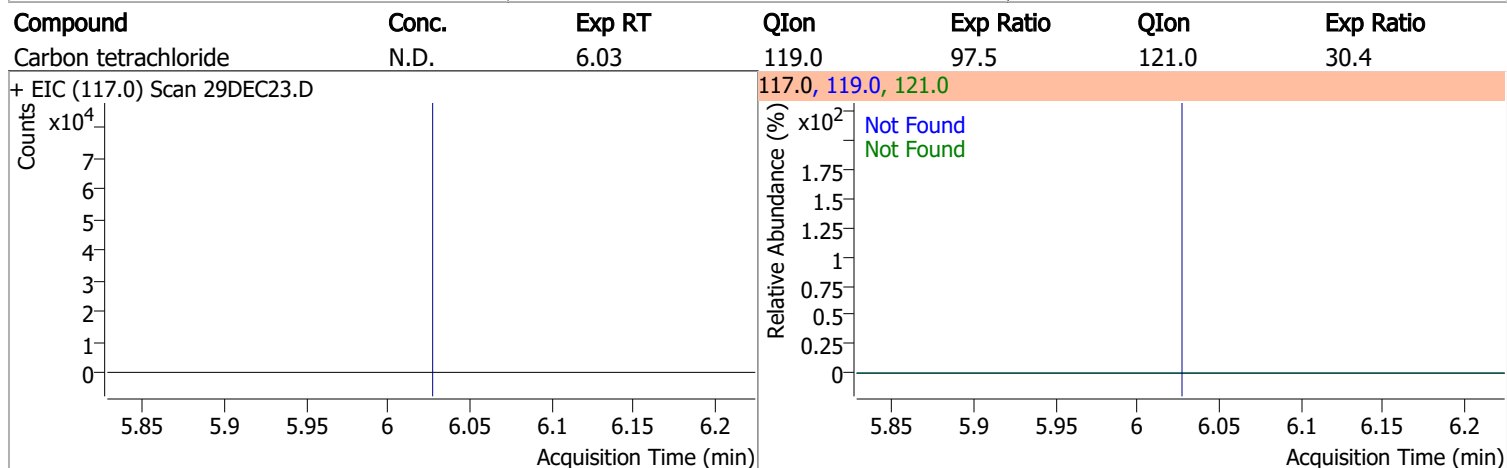 Compound Conc. Exp RT QIon Exp Ratio QIon Exp Ratio
Carbon tetrachloride N.D. 6.03 119.0 97.5 121.0 30.4
+ EIC (117.0) Scan 29DEC23.D
Counts
x10⁴
7
6
5
4
3
2
1
0
5.85 5.9 5.95 6 6.05 6.1 6.15 6.2
Acquisition Time (min)
117.0, 119.0, 121.0
Relative Abundance (%)
x10²
Not Found
Not Found
1.75
1.5
1.25
1
0.75
0.5
0.25
0
5.85 5.9 5.95 6 6.05 6.1 6.15 6.2
Acquisition Time (min)